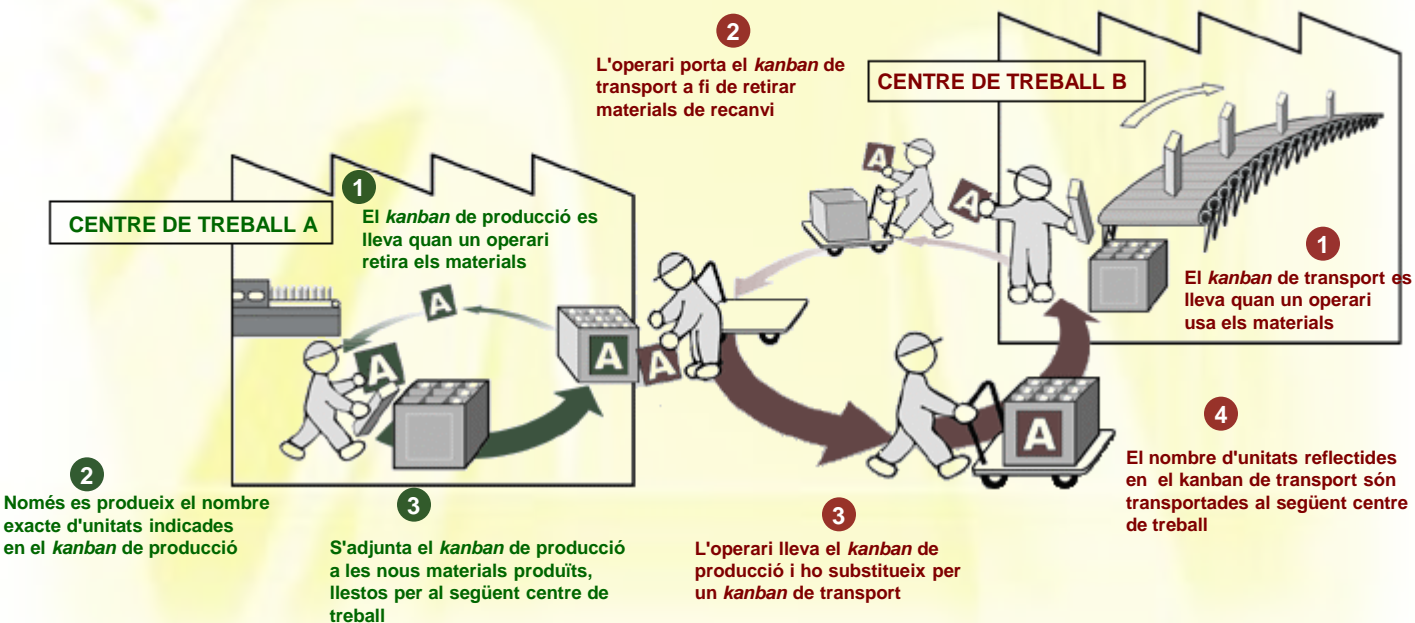 2
L'operari porta el kanban de
transport a fi de retirar
materials de recanvi
CENTRE DE TREBALL B
A
A
1
El kanban de transport es
lleva quan un operari
usa els materials
CENTRE DE TREBALL A
1
El kanban de producció es
lleva quan un operari
retira els materials
A
A
A
A
A
2
Només es produeix el nombre
exacte d'unitats indicades
en el kanban de producció
3
S'adjunta el kanban de producció
a les nous materials produïts,
llestos per al següent centre de
treball
3
L'operari lleva el kanban de
producció i ho substitueix per
un kanban de transport
4
El nombre d'unitats reflectides
en el kanban de transport són
transportades al següent centre
de treball